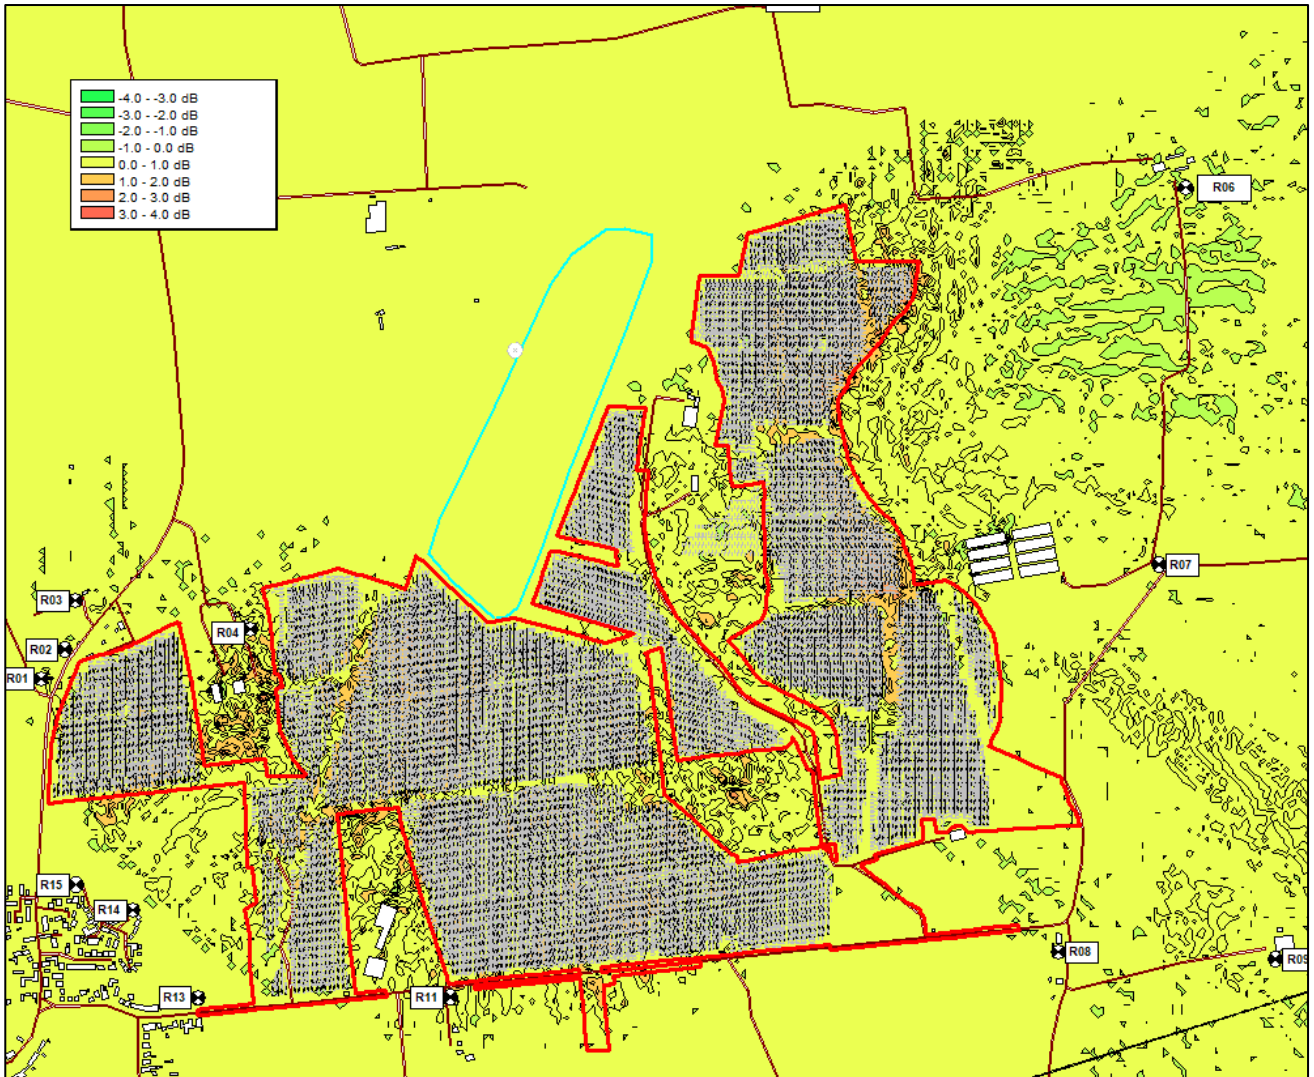 -4.0 - -3.0 dB
-3.0 - -2.0 dB
-2.0 - -1.0 dB
-1.0 - 0.0 dB
0.0 - 1.0 dB
1.0 - 2.0 dB
2.0 - 3.0 dB
3.0 - 4.0 dB
R06
R07
R03
R04
R02
R01
R15
R14
R08
R09
R13
R11